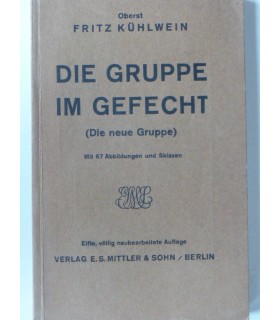 Oberst
FRITZ KÜHLWEIN
DIE GRUPPE
IM GEFECHT
(Die neue Gruppe)
Mit 67 Abbildungen und Skizzen
Elfte, völlig neubearbeitete Auflage
VERLAG E. S. MITTLER & SOHN / BERLIN